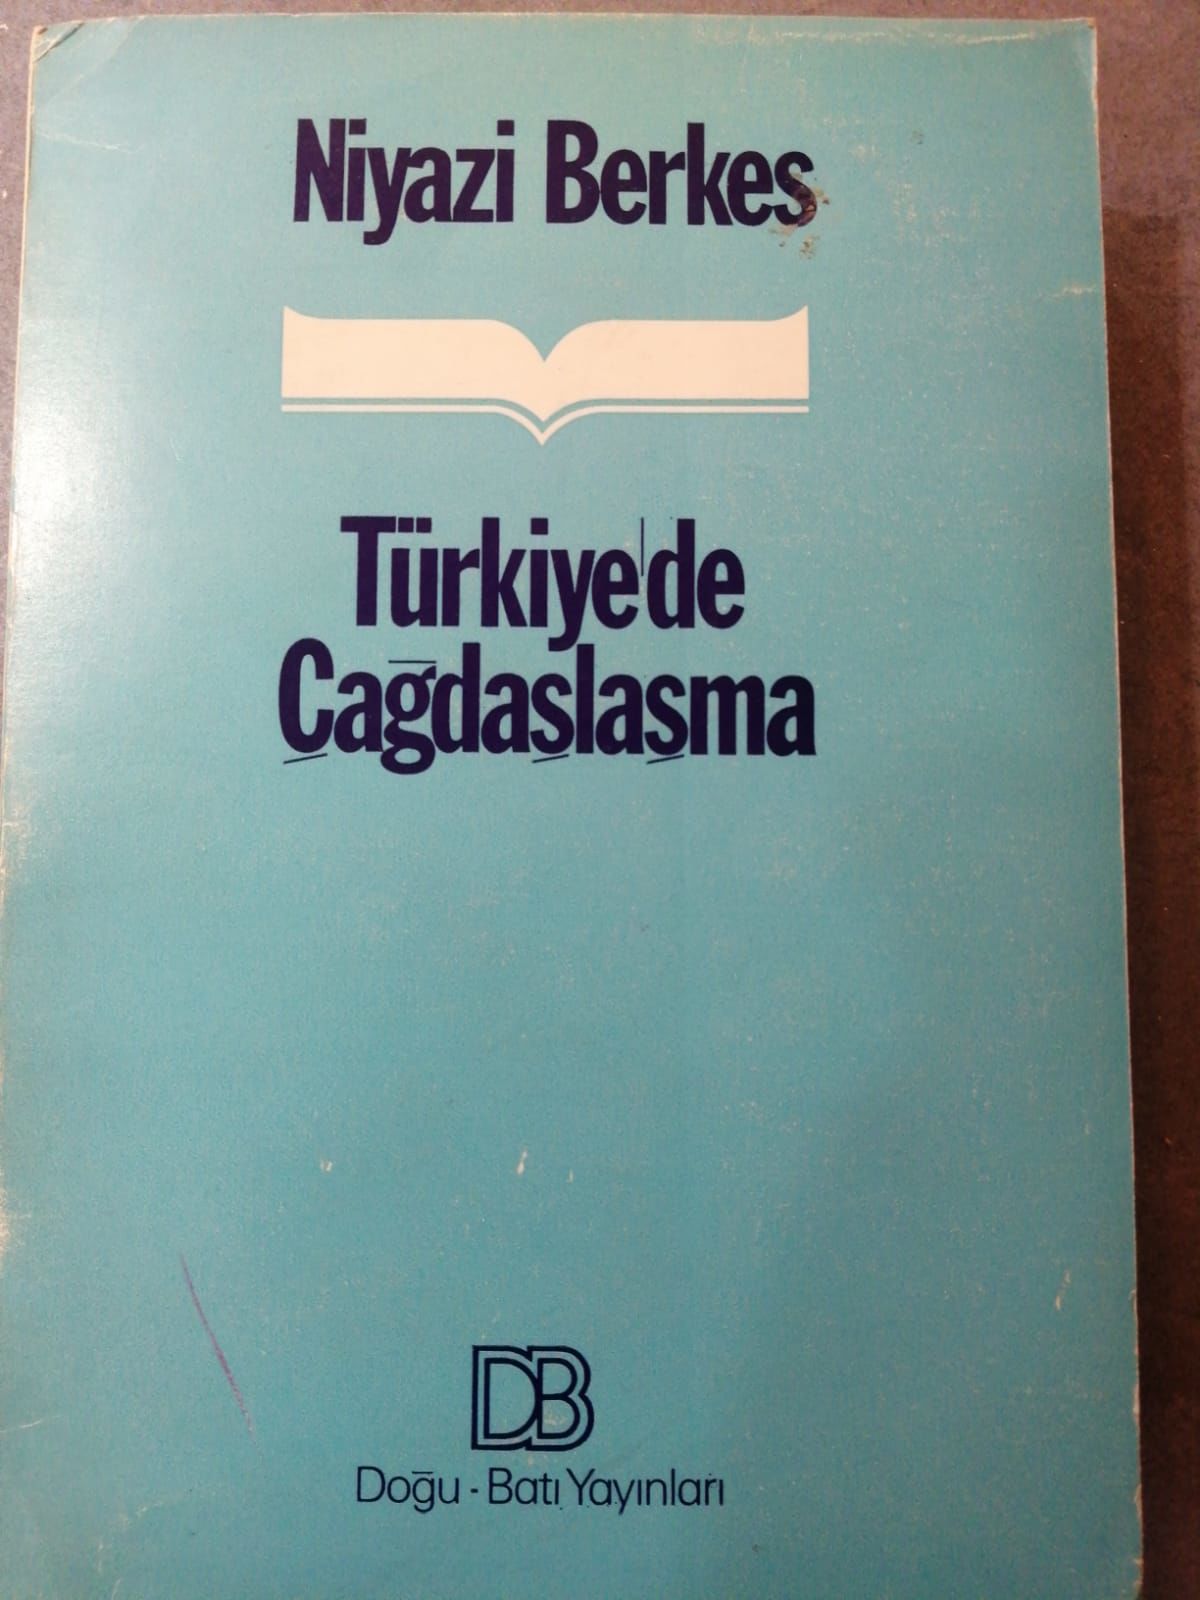 Niyazi Berkes
Türkiye'de
Çağdaşlaşma
DB
Doğu - Batı Yayınları